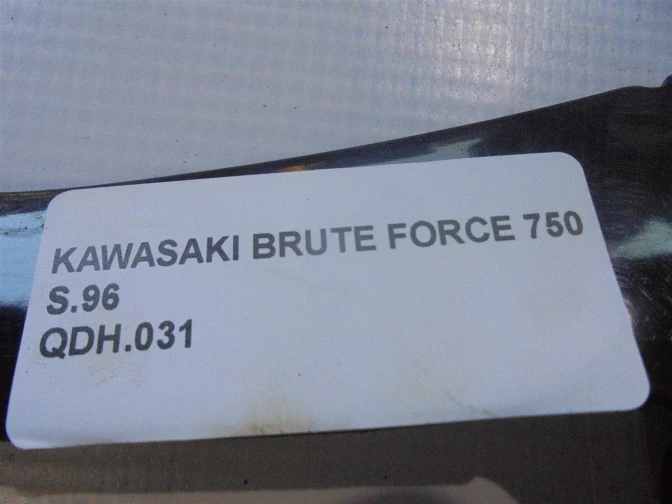 KAWASAKI BRUTE FORCE 750
S.96
QDH.031